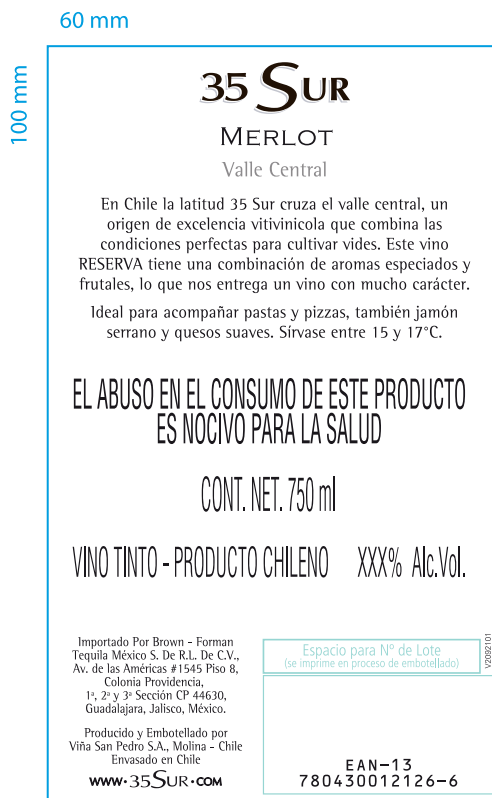 60 mm
100 mm
35 SUR
MERLOT
Valle Central
En Chile la latitud 35 Sur cruza el valle central, un
origen de excelencia vitivinicola que combina las
condiciones perfectas para cultivar vides. Este vino
RESERVA tiene una combinación de aromas especiados y
frutales, lo que nos entrega un vino con mucho carácter.
Ideal para acompañar pastas y pizzas, también jamón
serrano y quesos suaves. Sírvase entre 15 y 17°C.
EL ABUSO EN EL CONSUMO DE ESTE PRODUCTO
ES NOCIVO PARA LA SALUD
CONT. NET. 750 ml
VINO TINTO - PRODUCTO CHILENO XXX% Alc.Vol.
Importado Por Brown - Forman
Tequila México S. De R.L. De C.V.,
Av. de las Américas #1545 Piso 8,
Colonia Providencia,
1ª, 2ª y 3ª Sección CP 44630,
Guadalajara, Jalisco, México.
Producido y Embotellado por
Viña San Pedro S.A., Molina - Chile
Envasado en Chile
www·35SUR·COM
Espacio para N° de Lote
(se imprime en proceso de embotellado)
V2092101
EAN-13
780430012126-6